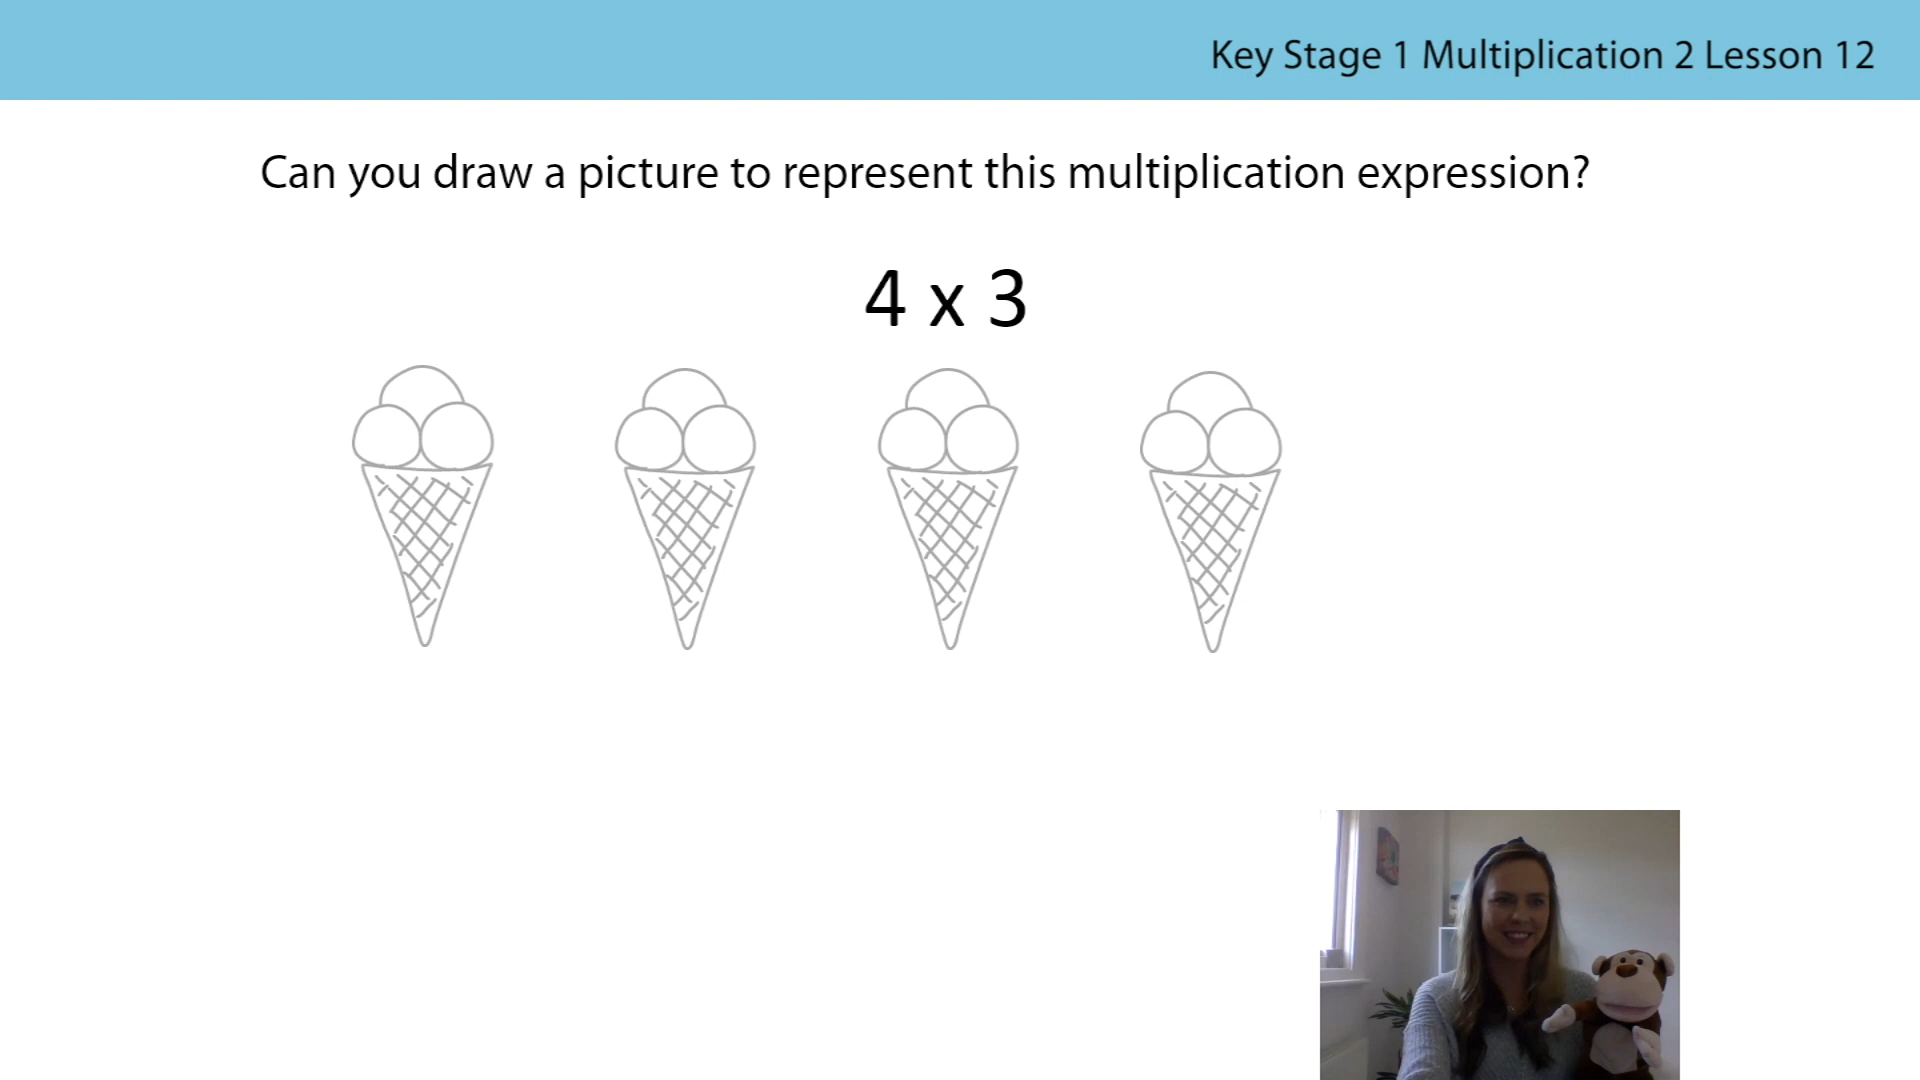 Key Stage 1 Multiplication 2 Lesson 12
Can you draw a picture to represent this multiplication expression?
4 x 3